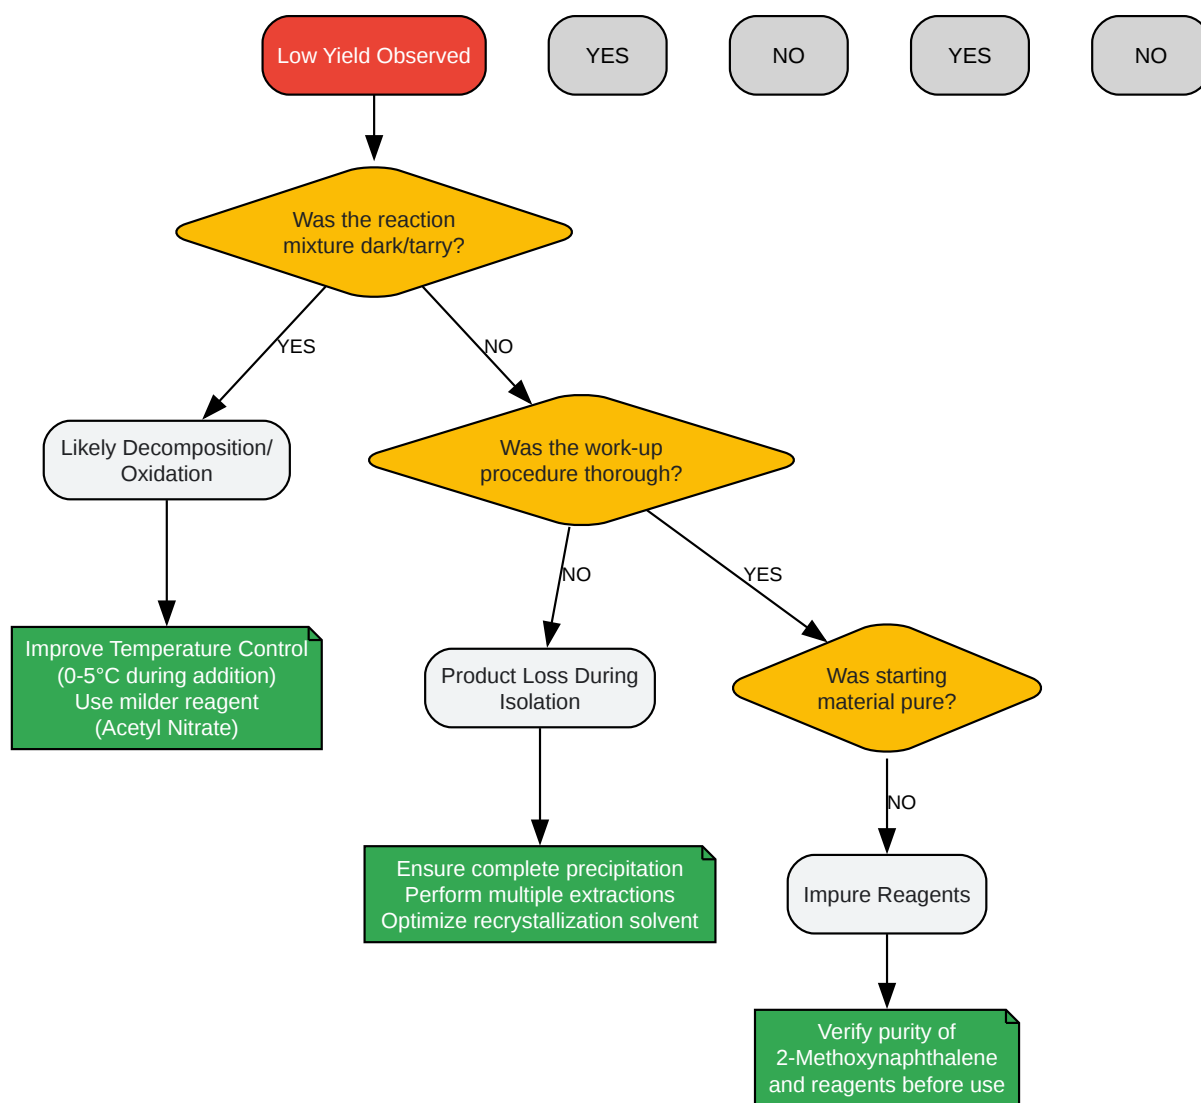 Low Yield Observed
YES
NO
YES
NO
Was the reaction
mixture dark/tarry?
YES
NO
Likely Decomposition/
Oxidation
Was the work-up
procedure thorough?
NO
YES
Improve Temperature Control
(0-5°C during addition)
Use milder reagent
(Acetyl Nitrate)
Product Loss During
Isolation
Was starting
material pure?
NO
Ensure complete precipitation
Perform multiple extractions
Optimize recrystallization solvent
Impure Reagents
Verify purity of
2-Methoxynaphthalene
and reagents before use